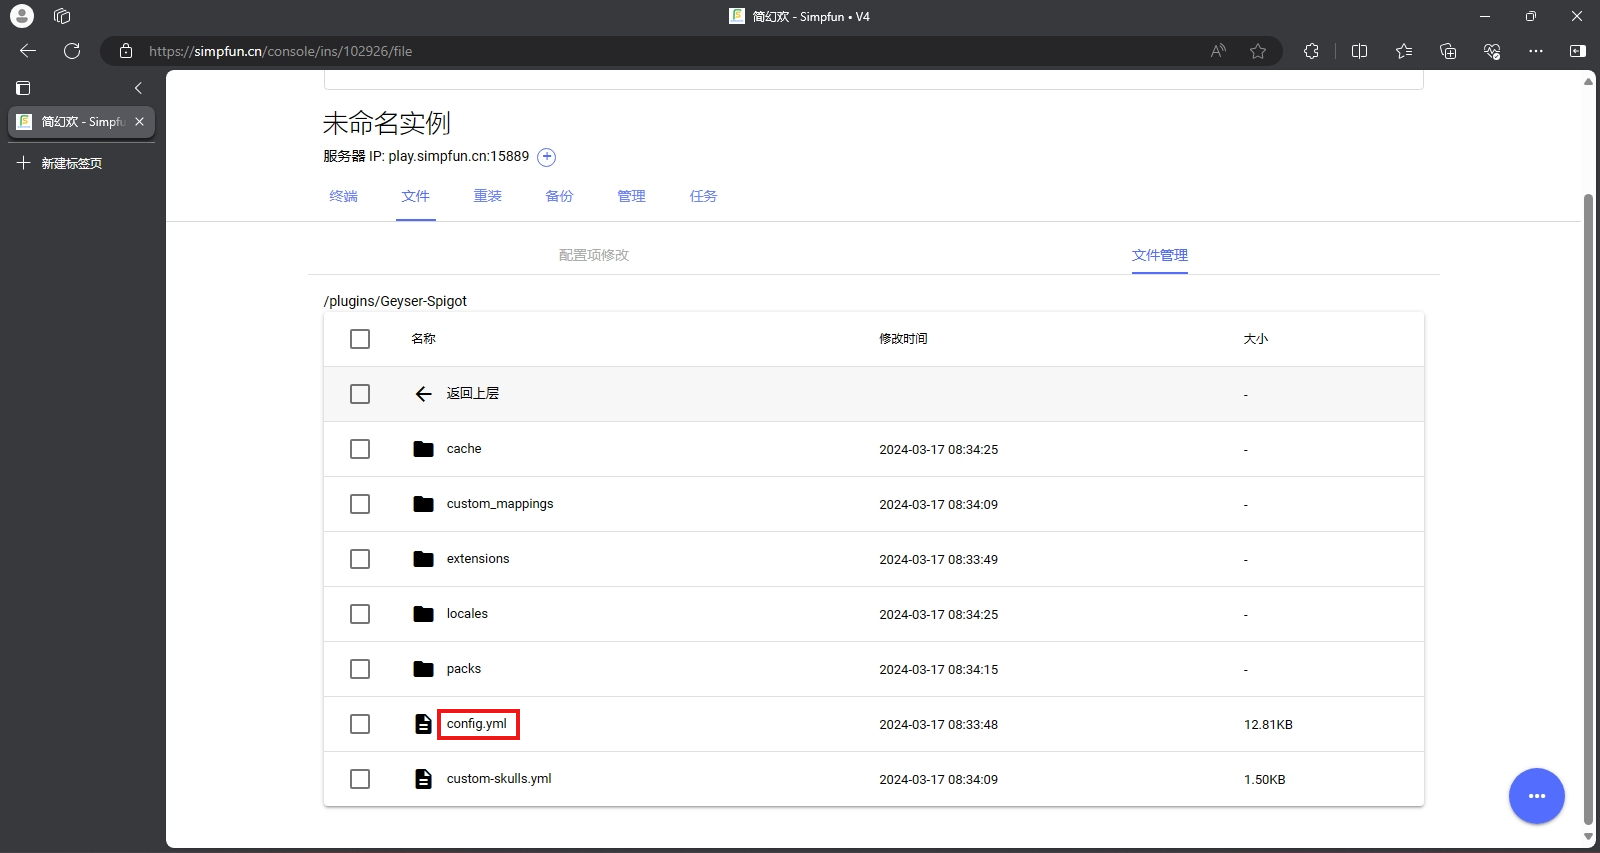 简幻欢 - Simpfun • V4
https://simpfun.cn/console/ins/102926/file
简幻欢 - Simpfu
新建标签页
未命名实例
服务器 IP: play.simpfun.cn:15889
终端 文件 重装 备份 管理 任务
配置项修改 文件管理
/plugins/Geyser-Spigot
名称 修改时间 大小
返回上层 -
cache 2024-03-17 08:34:25 -
custom_mappings 2024-03-17 08:34:09 -
extensions 2024-03-17 08:33:49 -
locales 2024-03-17 08:34:25 -
packs 2024-03-17 08:34:15 -
config.yml 2024-03-17 08:33:48 12.81KB
custom-skulls.yml 2024-03-17 08:34:09 1.50KB